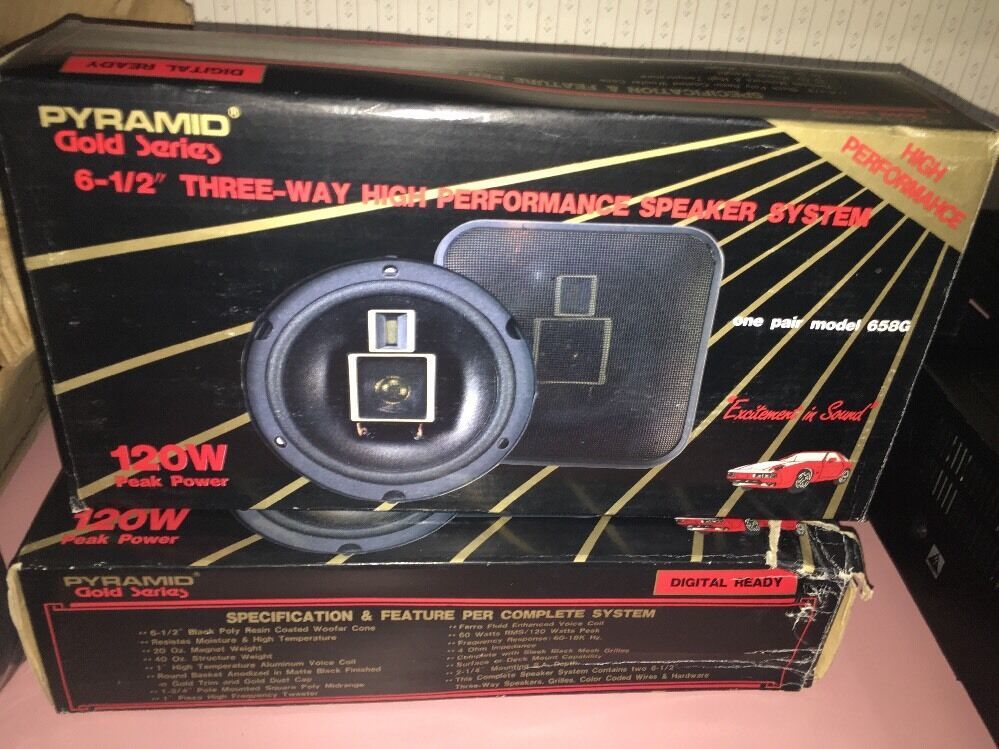 DIGITAL READY
SPECIFICATION & FEATURE PER
PYRAMID®
Gold Series
6-1/2" THREE-WAY HIGH PERFORMANCE SPEAKER SYSTEM
HIGH
PERFORMANCE
one pair model 658G
"Excitement in Sound"
120W
Peak Power
120W
Peak Power
PYRAMID®
Gold Series
DIGITAL READY
SPECIFICATION & FEATURE PER COMPLETE SYSTEM
•• 6-1/2" Black Poly Resin Coated Woofer Cone
•• Resistes Moisture & High Temperature
•• 20 Oz. Magnet Weight
•• 40 Oz. Structure Weight
•• 1" High Temperature Aluminum Voice Coil
•• Round Basket Anodized in Matte Black Finished
w Gold Trim and Gold Dust Cap
•• 1-3/4" Pole Mounted Square Poly Midrange
•• 1" Piezo High Frequency Tweeter
•• Ferro Fluid Enhanced Voice Coil
•• 60 Watts RMS/120 Watts Peak
•• Frequency Response: 60-18K Hz.
•• 4 Ohm Impedance
•• Complete with Sleek Black Mesh Grilles
•• Surface or Deck Mount Capability
•• 2-1/4" Mounting Depth
•• This Complete Speaker System Contains two 6-1/2
Three-Way Speakers, Grilles, Color Coded Wires & Hardware